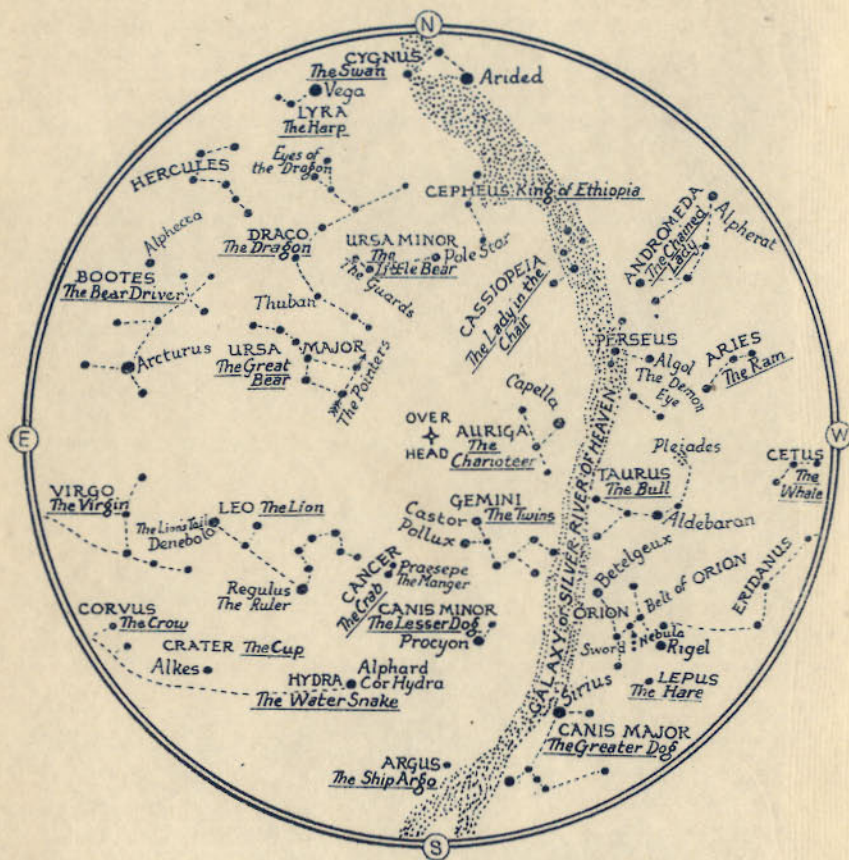 N
CYGNUS
The Swan
Arided
Vega
LYRA
The Harp
HERCULES
Eyes of
the Dragon
CEPHEUS King of Ethiopia
Alphecca
DRACO
The Dragon
URSA MINOR
The
Little Bear
Pole Star
The Guards
ANDROMEDA
The Chained
Lady
Alpherat
BOOTES
The Bear Driver
Thuban
CASSIOPEIA
The Lady in the
Chair
Arcturus
URSA MAJOR
The Great
Bear
The Pointers
PERSEUS
Algol
The Demon
Eye
ARIES
The Ram
Capella
E
OVER
HEAD
AURIGA
The
Charioteer
GALAXY or SILVER RIVER OF HEAVEN
Pleiades
W
CETUS
The
Whale
VIRGO
The Virgin
LEO The Lion
The Lion's Tail
Denebola
GEMINI
The Twins
Castor
Pollux
TAURUS
The Bull
Aldebaran
Regulus
The Ruler
CANCER
The Crab
Praesepe
The Manger
Betelgeux
ORION
Belt of ORION
ERIDANUS
CORVUS
The Crow
CRATER The Cup
Alkes
CANIS MINOR
The Lesser Dog
Procyon
Sword
Nebula
Rigel
HYDRA
The Water Snake
Alphard
Cor Hydra
Sirius
LEPUS
The Hare
CANIS MAJOR
The Greater Dog
ARGUS
The Ship Argo
S